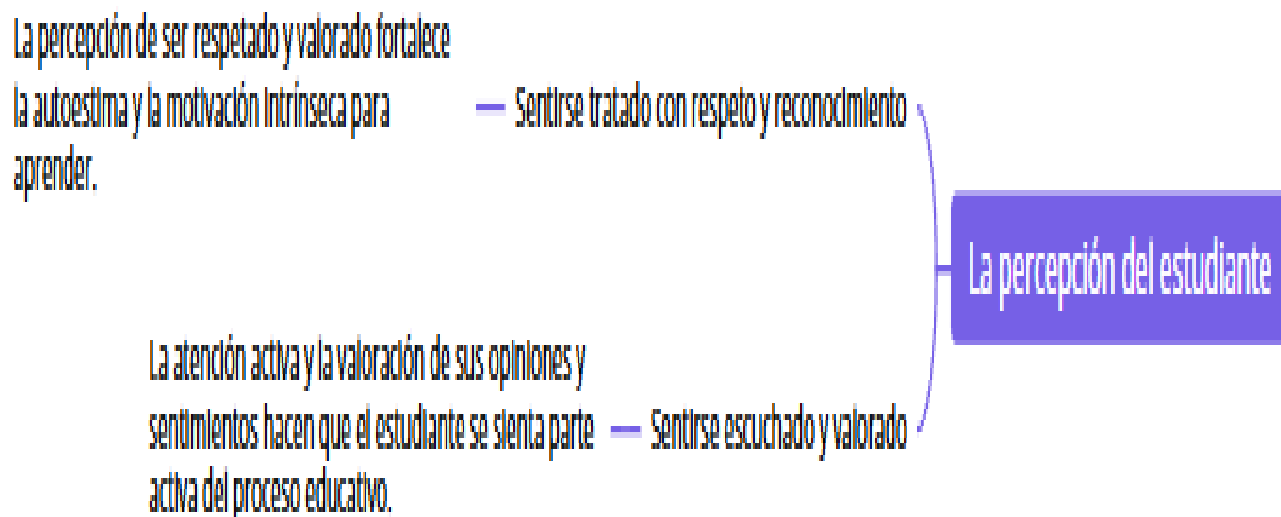 La percepción de ser respetado y valorado fortalece
la autoestima y la motivación intrínseca para
aprender.
Sentirse tratado con respeto y reconocimiento
La percepción del estudiante
La atención activa y la valoración de sus opiniones y
sentimientos hacen que el estudiante se sienta parte
activa del proceso educativo.
Sentirse escuchado y valorado